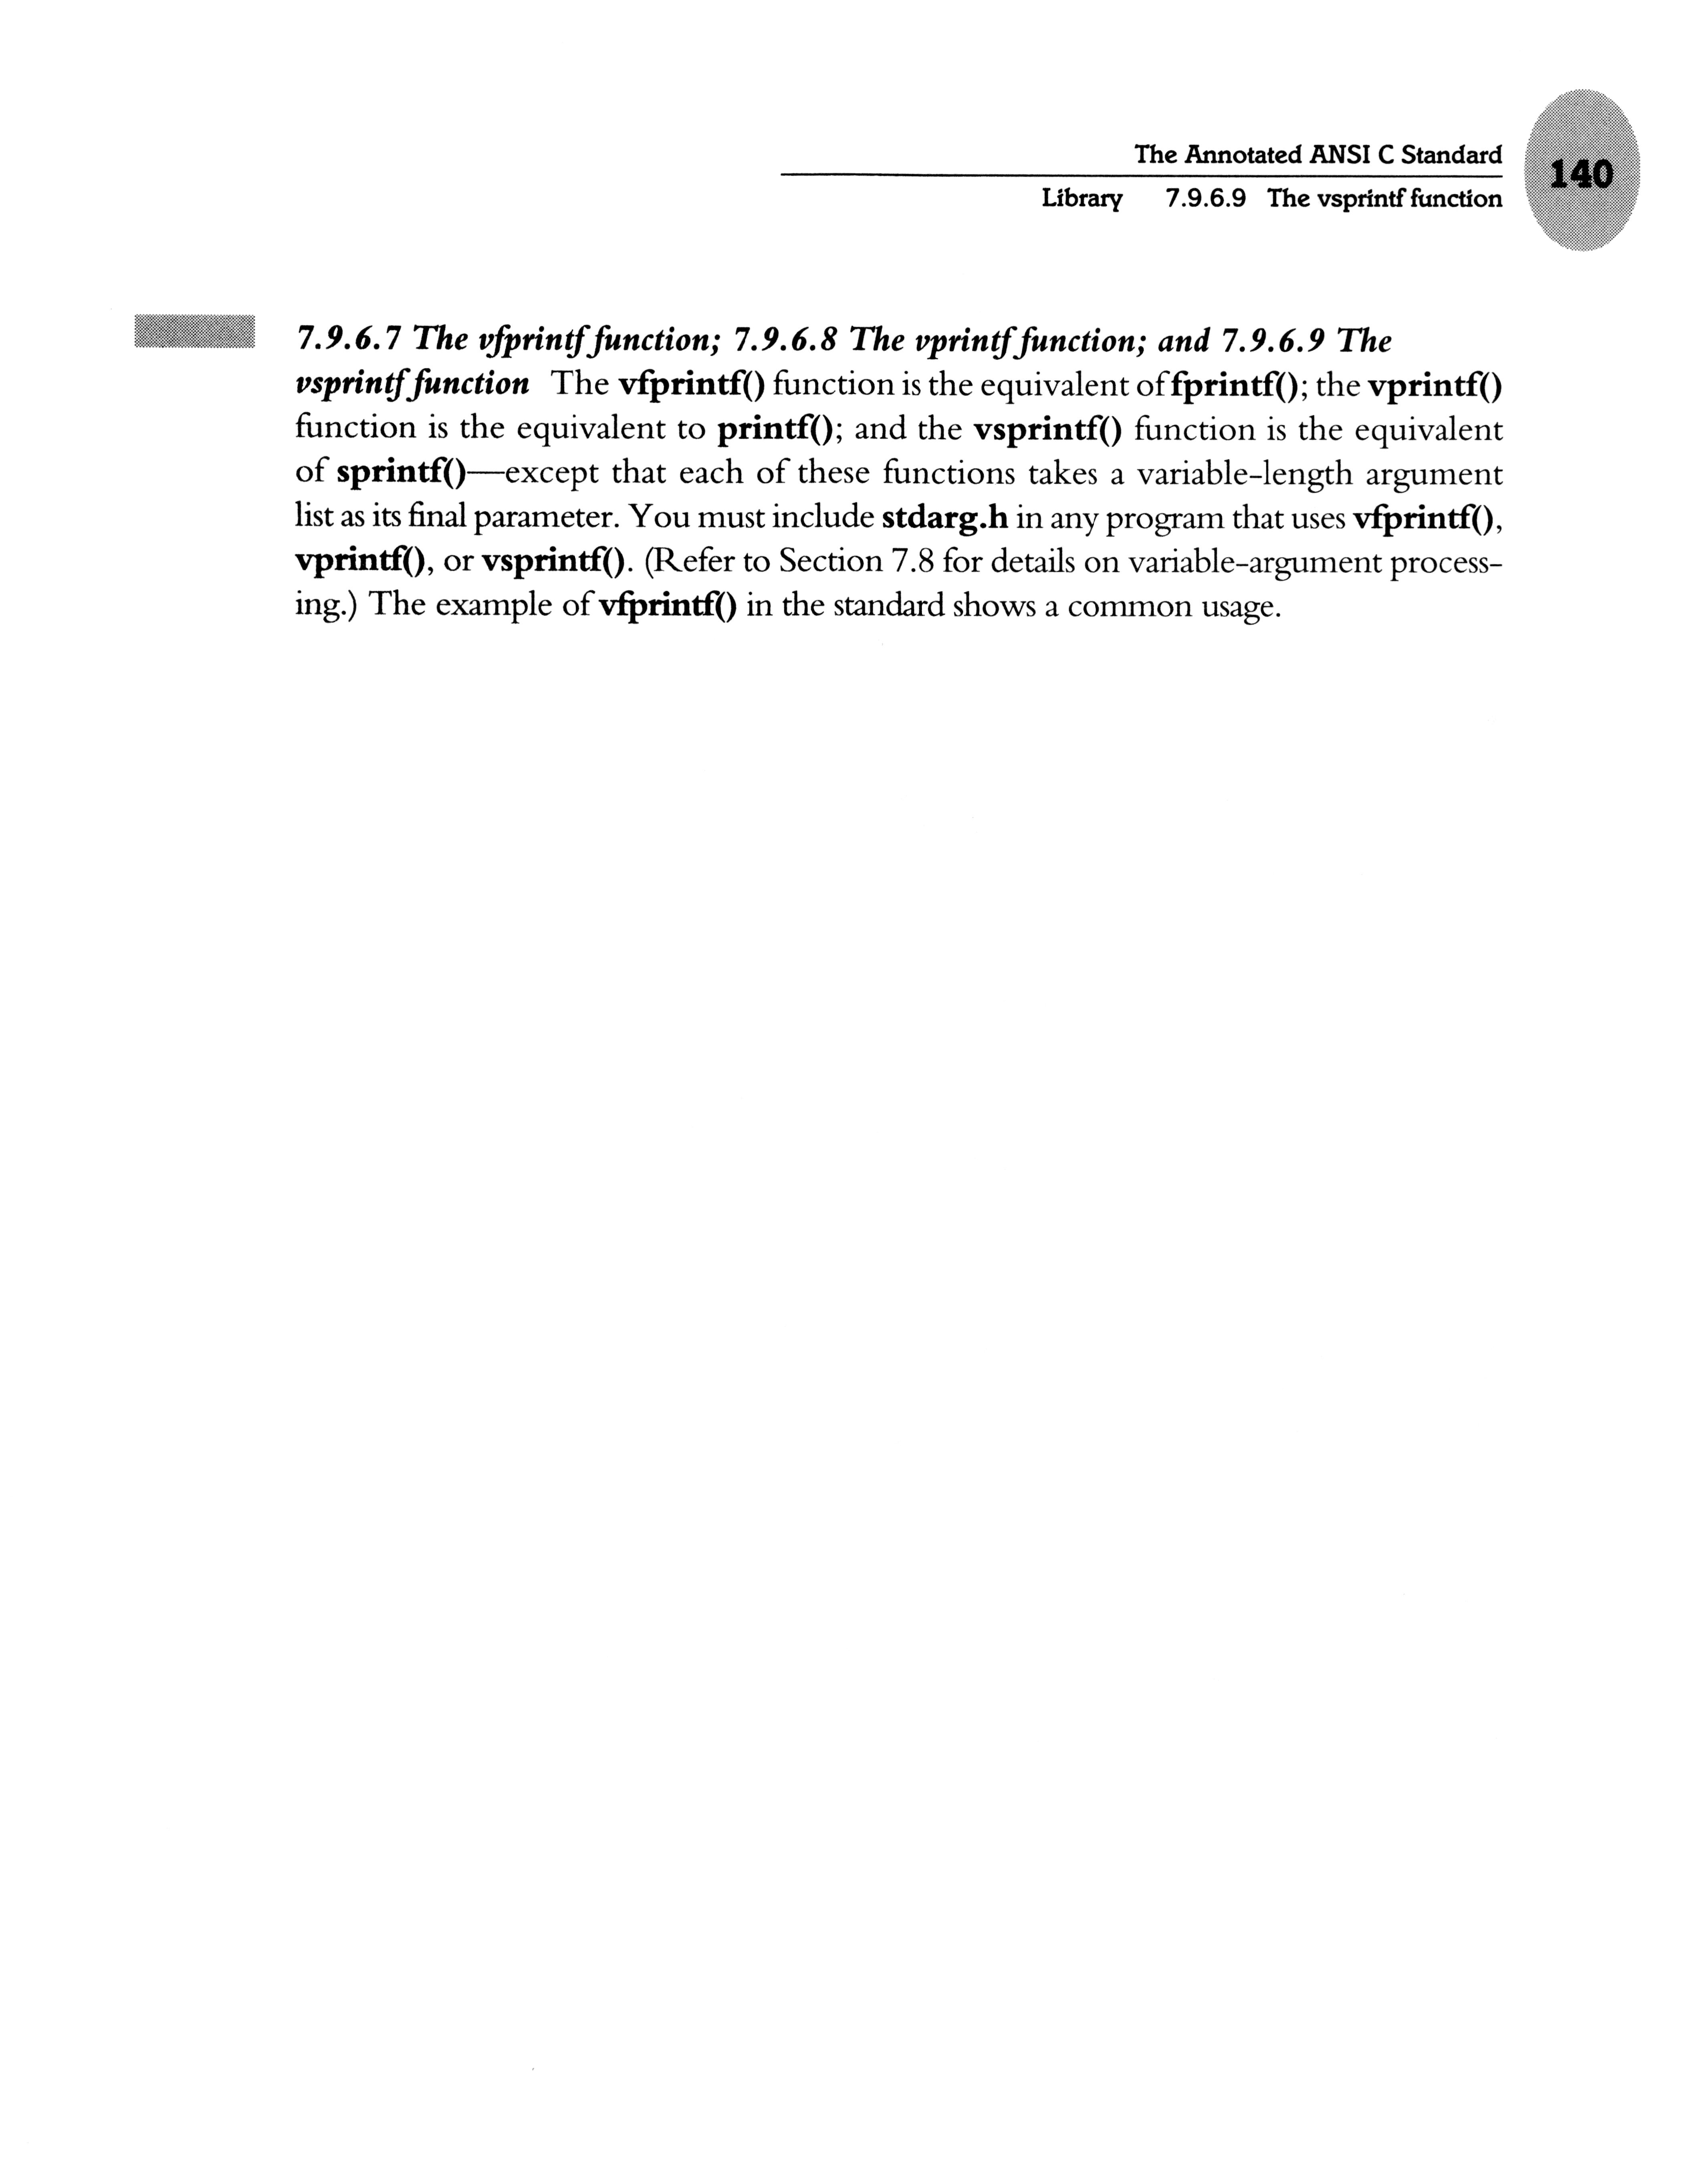 The Annotated ANSI C Standard
140
Library 7.9.6.9 The vsprintf function
7.9.6.7 The vfprintf function; 7.9.6.8 The vprintf function; and 7.9.6.9 The
vsprintf function The vfprintf() function is the equivalent of fprintf(); the vprintf()
function is the equivalent to printf(); and the vsprintf() function is the equivalent
of sprintf()—except that each of these functions takes a variable-length argument
list as its final parameter. You must include stdarg.h in any program that uses vfprintf(),
vprintf(), or vsprintf(). (Refer to Section 7.8 for details on variable-argument process-
ing.) The example of vfprintf() in the standard shows a common usage.